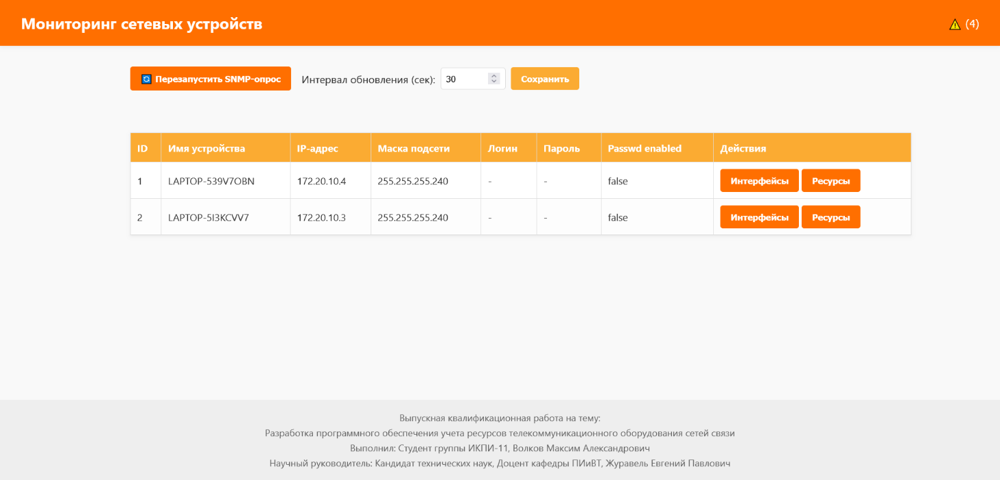 Мониторинг сетевых устройств
(4)
Перезапустить SNMP-опрос Интервал обновления (сек): 30 Сохранить
ID Имя устройства IP-адрес Маска подсети Логин Пароль Passwd enabled Действия
1 LAPTOP-539V7OBN 172.20.10.4 255.255.255.240 - - false Интерфейсы Ресурсы
2 LAPTOP-5I3KCVV7 172.20.10.3 255.255.255.240 - - false Интерфейсы Ресурсы
Выпускная квалификационная работа на тему:
Разработка программного обеспечения учета ресурсов телекоммуникационного оборудования сетей связи
Выполнил: Студент группы ИКПИ-11, Волков Максим Александрович
Научный руководитель: Кандидат технических наук, Доцент кафедры ПИиВТ, Журавель Евгений Павлович